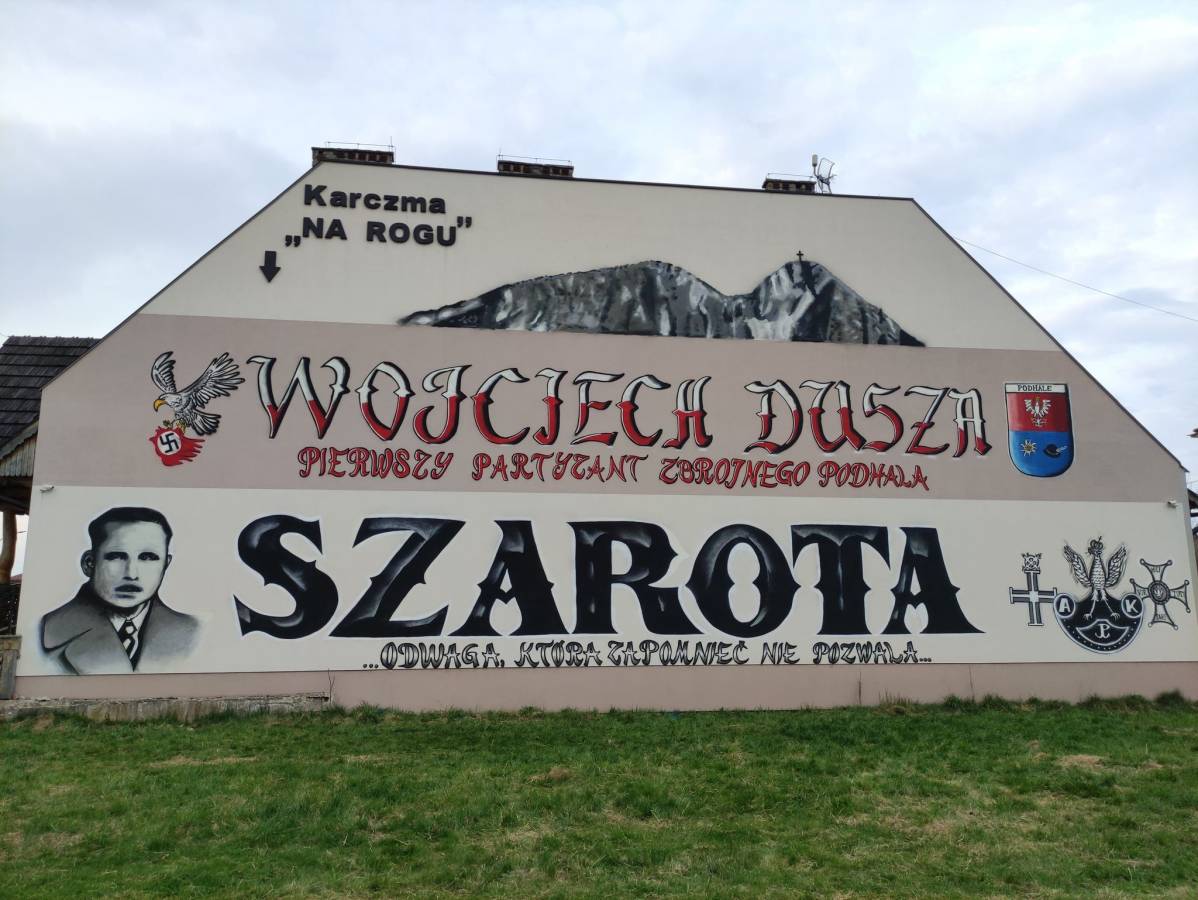 Karczma
„NA ROGU”
WOJCIECH DUSZA
PODHALE
PIERWSZY PARTYZANT ZBROJNEGO PODHALA
SZAROTA
A K
...ODWAGA, KTÓRA ZAPOMNIEĆ NIE POZWALA...